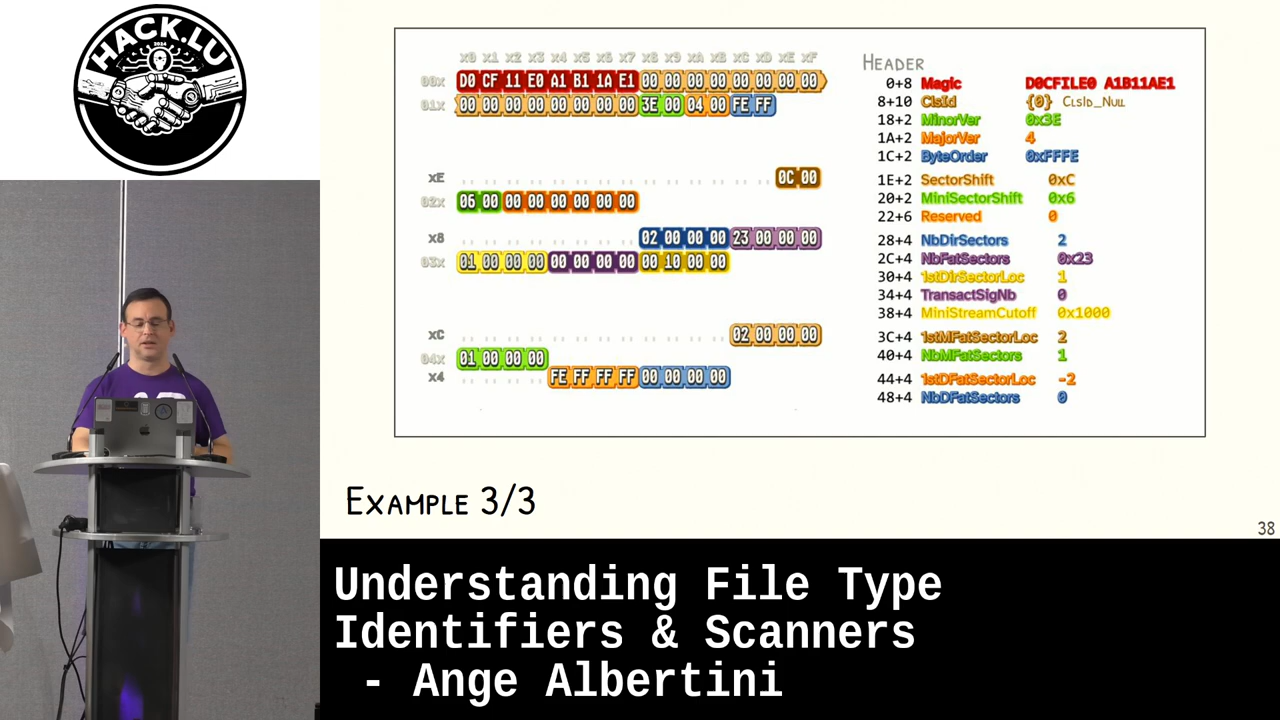 HACK.LU
2024
x0 x1 x2 x3 x4 x5 x6 x7 x8 x9 xA xB xC xD xE xF
00x D0 CF 11 E0 A1 B1 1A E1 00 00 00 00 00 00 00 00
01x 00 00 00 00 00 00 00 00 3E 00 04 00 FE FF
xE .. .. .. .. .. .. .. .. .. .. .. .. .. .. 0C 00
02x 06 00 00 00 00 00 00 00
x8 .. .. .. .. .. .. .. .. 02 00 00 00 23 00 00 00
03x 01 00 00 00 00 00 00 00 00 10 00 00
xC .. .. .. .. .. .. .. .. .. .. .. .. 02 00 00 00
04x 01 00 00 00
x4 .. .. .. .. FE FF FF FF 00 00 00 00
HEADER
0+8 Magic D0CFILE0 A1B11AE1
8+10 ClsId {0} CLSID_NULL
18+2 MinorVer 0x3E
1A+2 MajorVer 4
1C+2 ByteOrder 0xFFFE
1E+2 SectorShift 0xC
20+2 MiniSectorShift 0x6
22+6 Reserved 0
28+4 NbDirSectors 2
2C+4 NbFatSectors 0x23
30+4 1stDirSectorLoc 1
34+4 TransactSigNb 0
38+4 MiniStreamCutoff 0x1000
3C+4 1stMFatSectorLoc 2
40+4 NbMFatSectors 1
44+4 1stDFatSectorLoc -2
48+4 NbDFatSectors 0
EXAMPLE 3/3
38
Understanding File Type
Identifiers & Scanners
- Ange Albertini